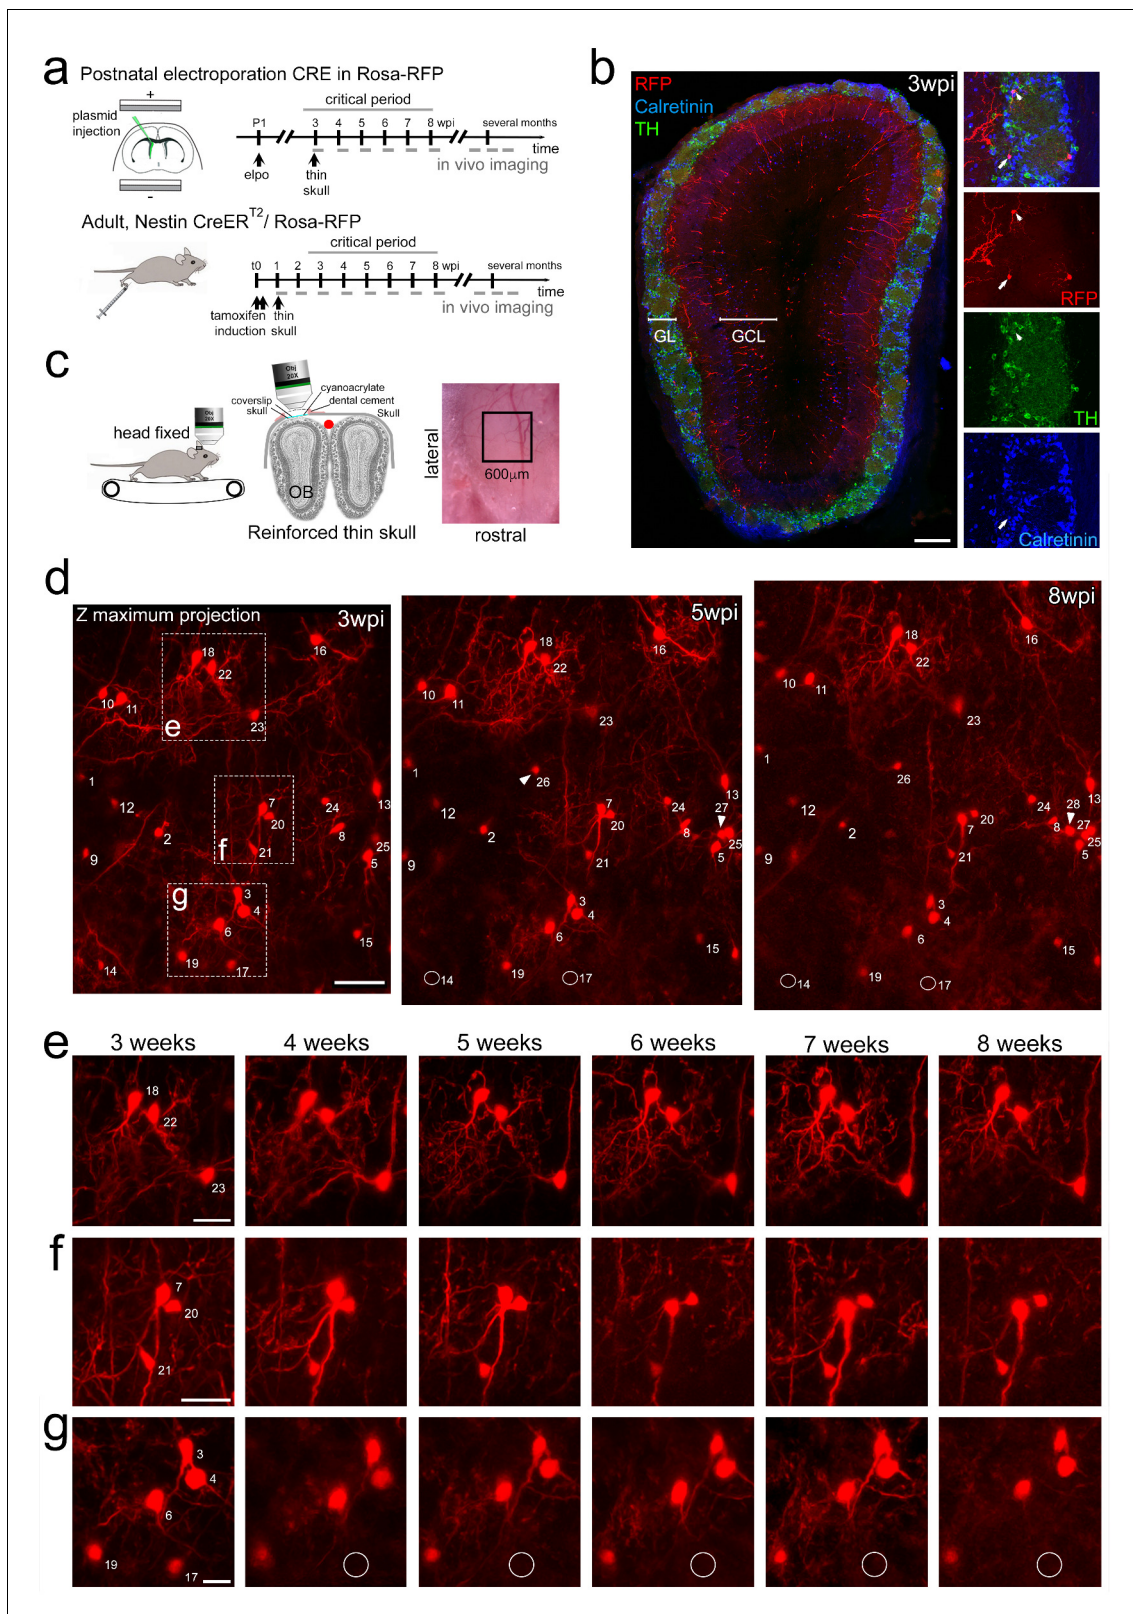 a
Postnatal electroporation CRE in Rosa-RFP
+
plasmid
injection
-
critical period
P1 3 4 5 6 7 8 wpi several months
time
in vivo imaging
elpo
thin
skull
Adult, Nestin CreER T2 / Rosa-RFP
critical period
t0 1 2 3 4 5 6 7 8 wpi several months
time
in vivo imaging
tamoxifen
induction
thin
skull
b
RFP
Calretinin
TH
3wpi
GL
GCL
RFP
TH
Calretinin
c
head fixed
Obj
20X
Obj
20X
coverslip
skull
cyanoacrylate
dental cement
Skull
OB
Reinforced thin skull
lateral
600μm
rostral
d
Z maximum projection
3wpi
18
16
22
10
11
e
23
1
12
7
24
13
20
2
8
f
21
25
9
5
g
3
4
6
15
19
17
14
5wpi
18
16
22
10
11
23
1
26
13
12
7
24
27
20
2
8
25
21
5
9
3
4
6
15
19
14
17
8wpi
18
16
22
10
11
23
1
26
13
12
24
28
20
2
7
8
27
25
21
5
9
3
4
6
15
19
14
17
e
3 weeks
4 weeks
5 weeks
6 weeks
7 weeks
8 weeks
18
22
23
f
7
20
21
g
3
4
6
19
17